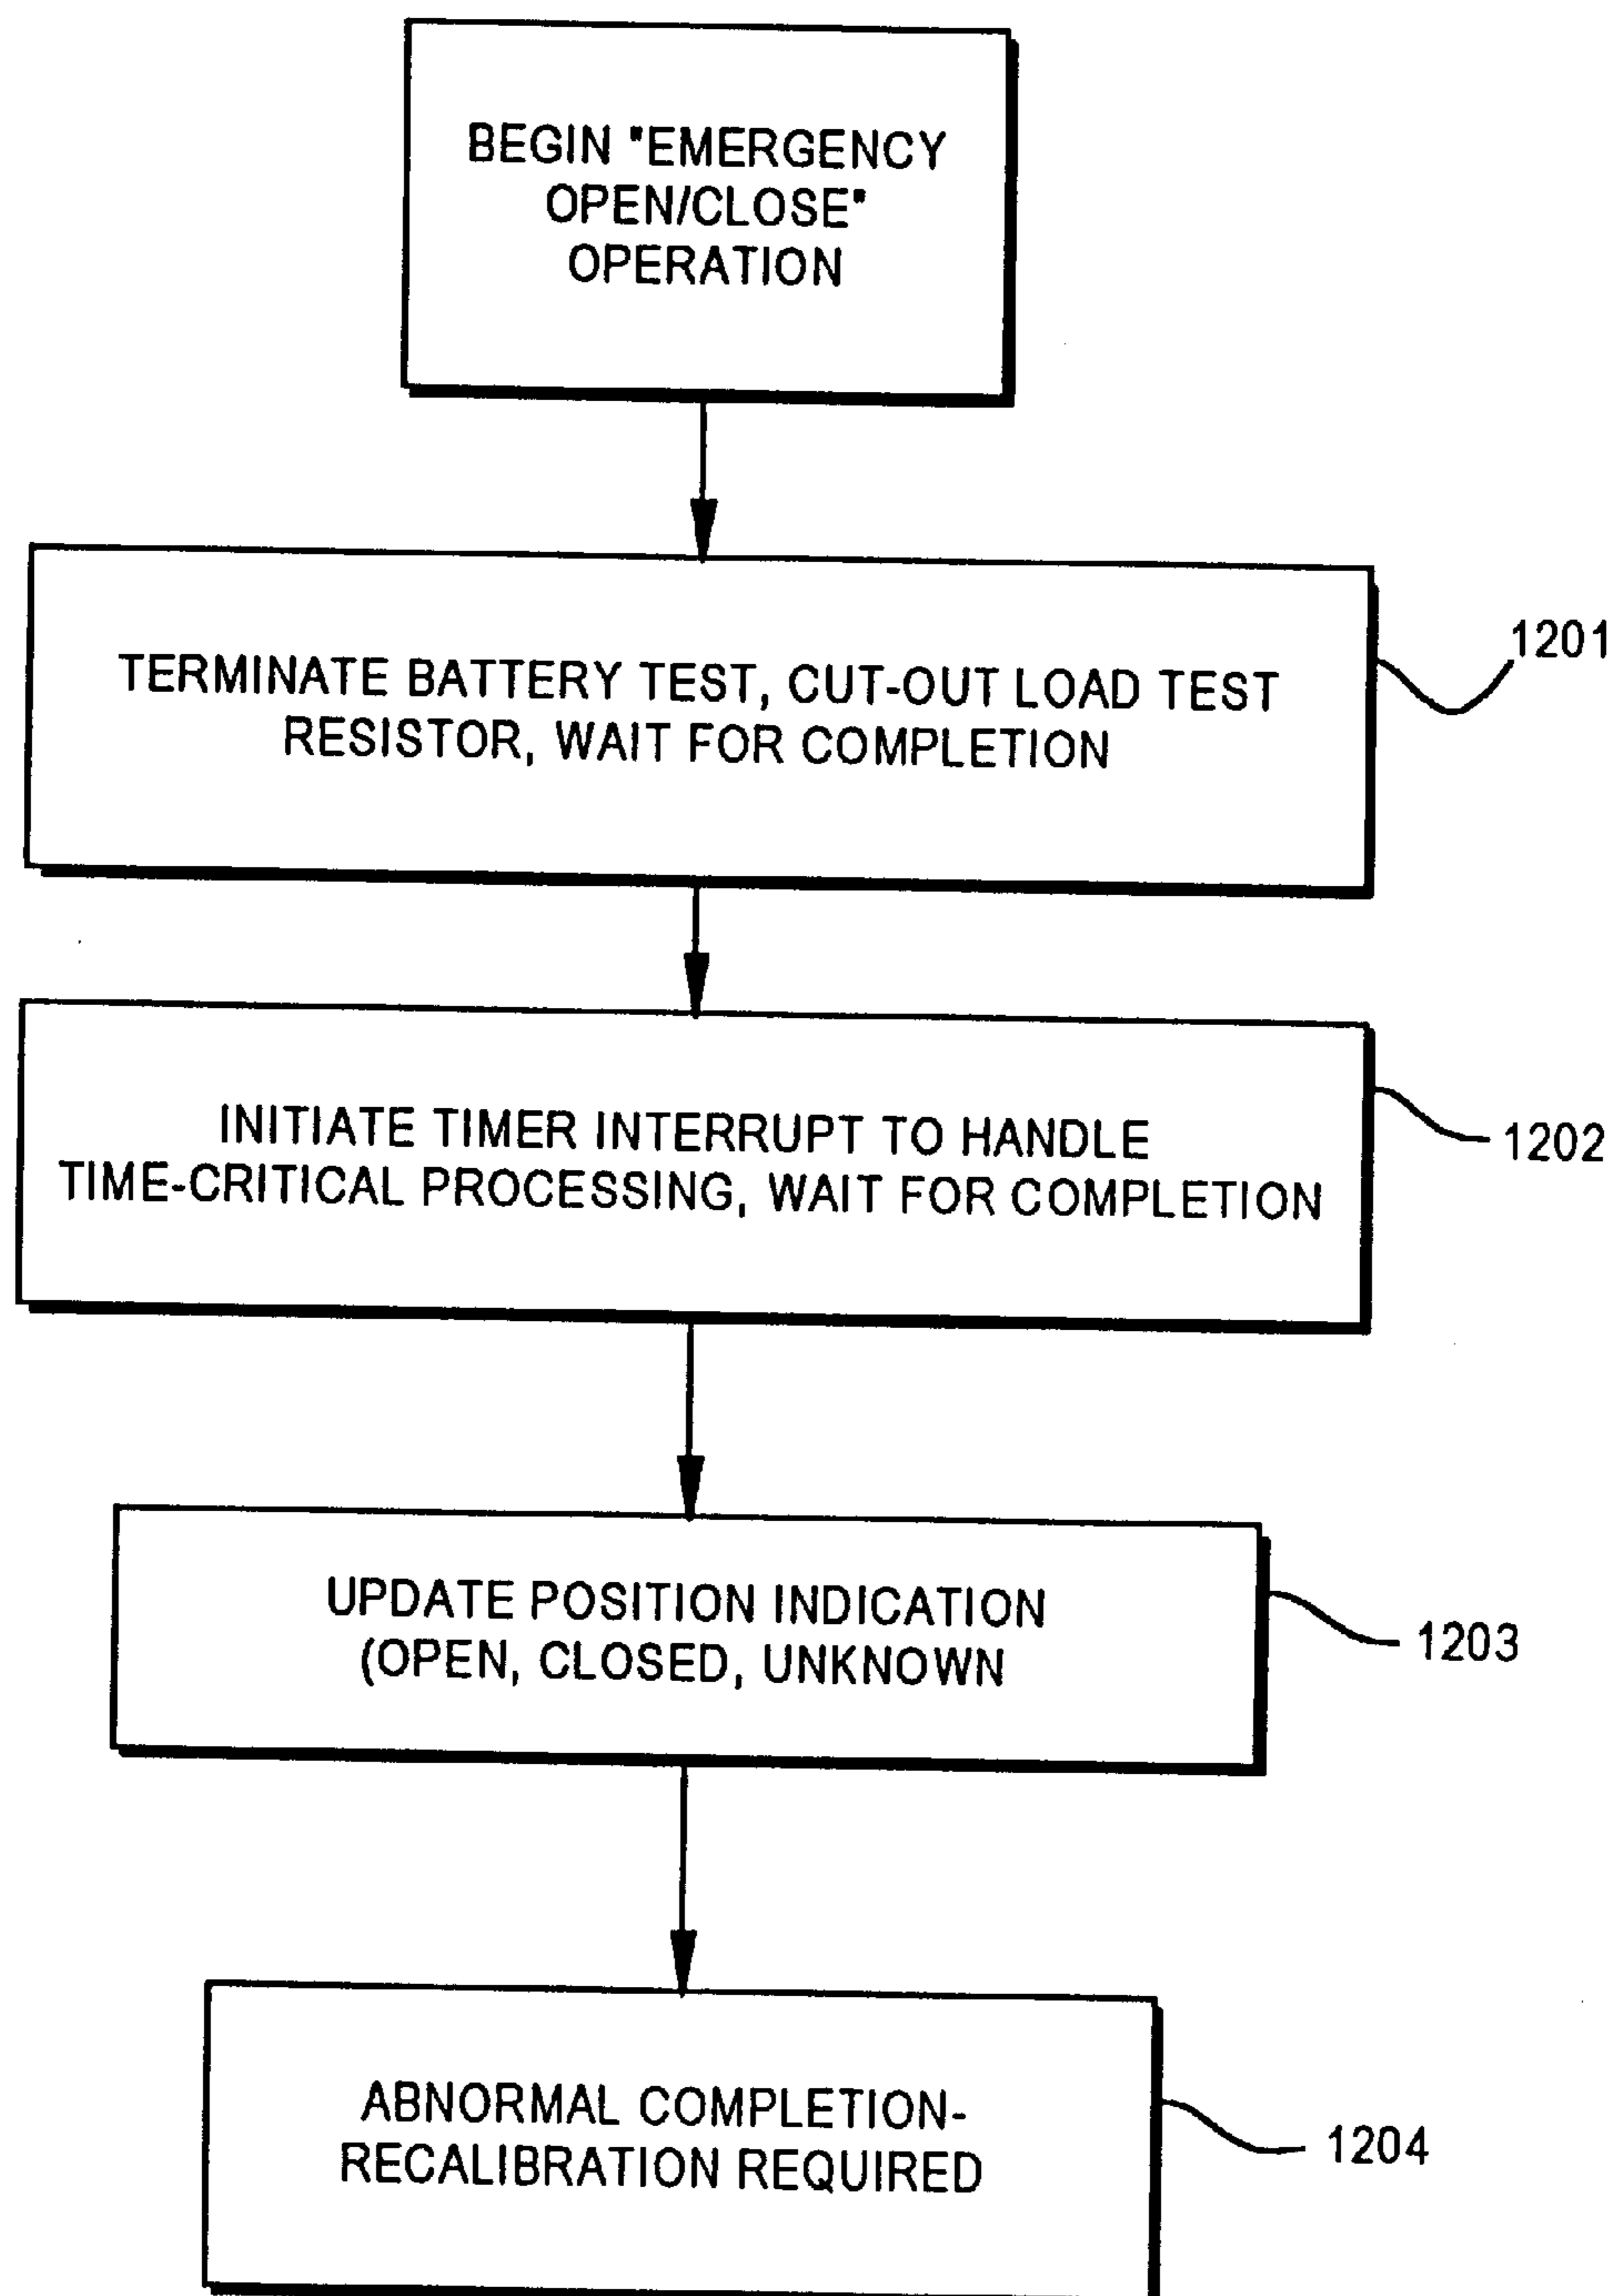 BEGIN "EMERGENCY
OPEN/CLOSE"
OPERATION
TERMINATE BATTERY TEST, CUT-OUT LOAD TEST
RESISTOR, WAIT FOR COMPLETION
1201
INITIATE TIMER INTERRUPT TO HANDLE
TIME-CRITICAL PROCESSING, WAIT FOR COMPLETION
1202
UPDATE POSITION INDICATION
(OPEN, CLOSED, UNKNOWN
1203
ABNORMAL COMPLETION-
RECALIBRATION REQUIRED
1204